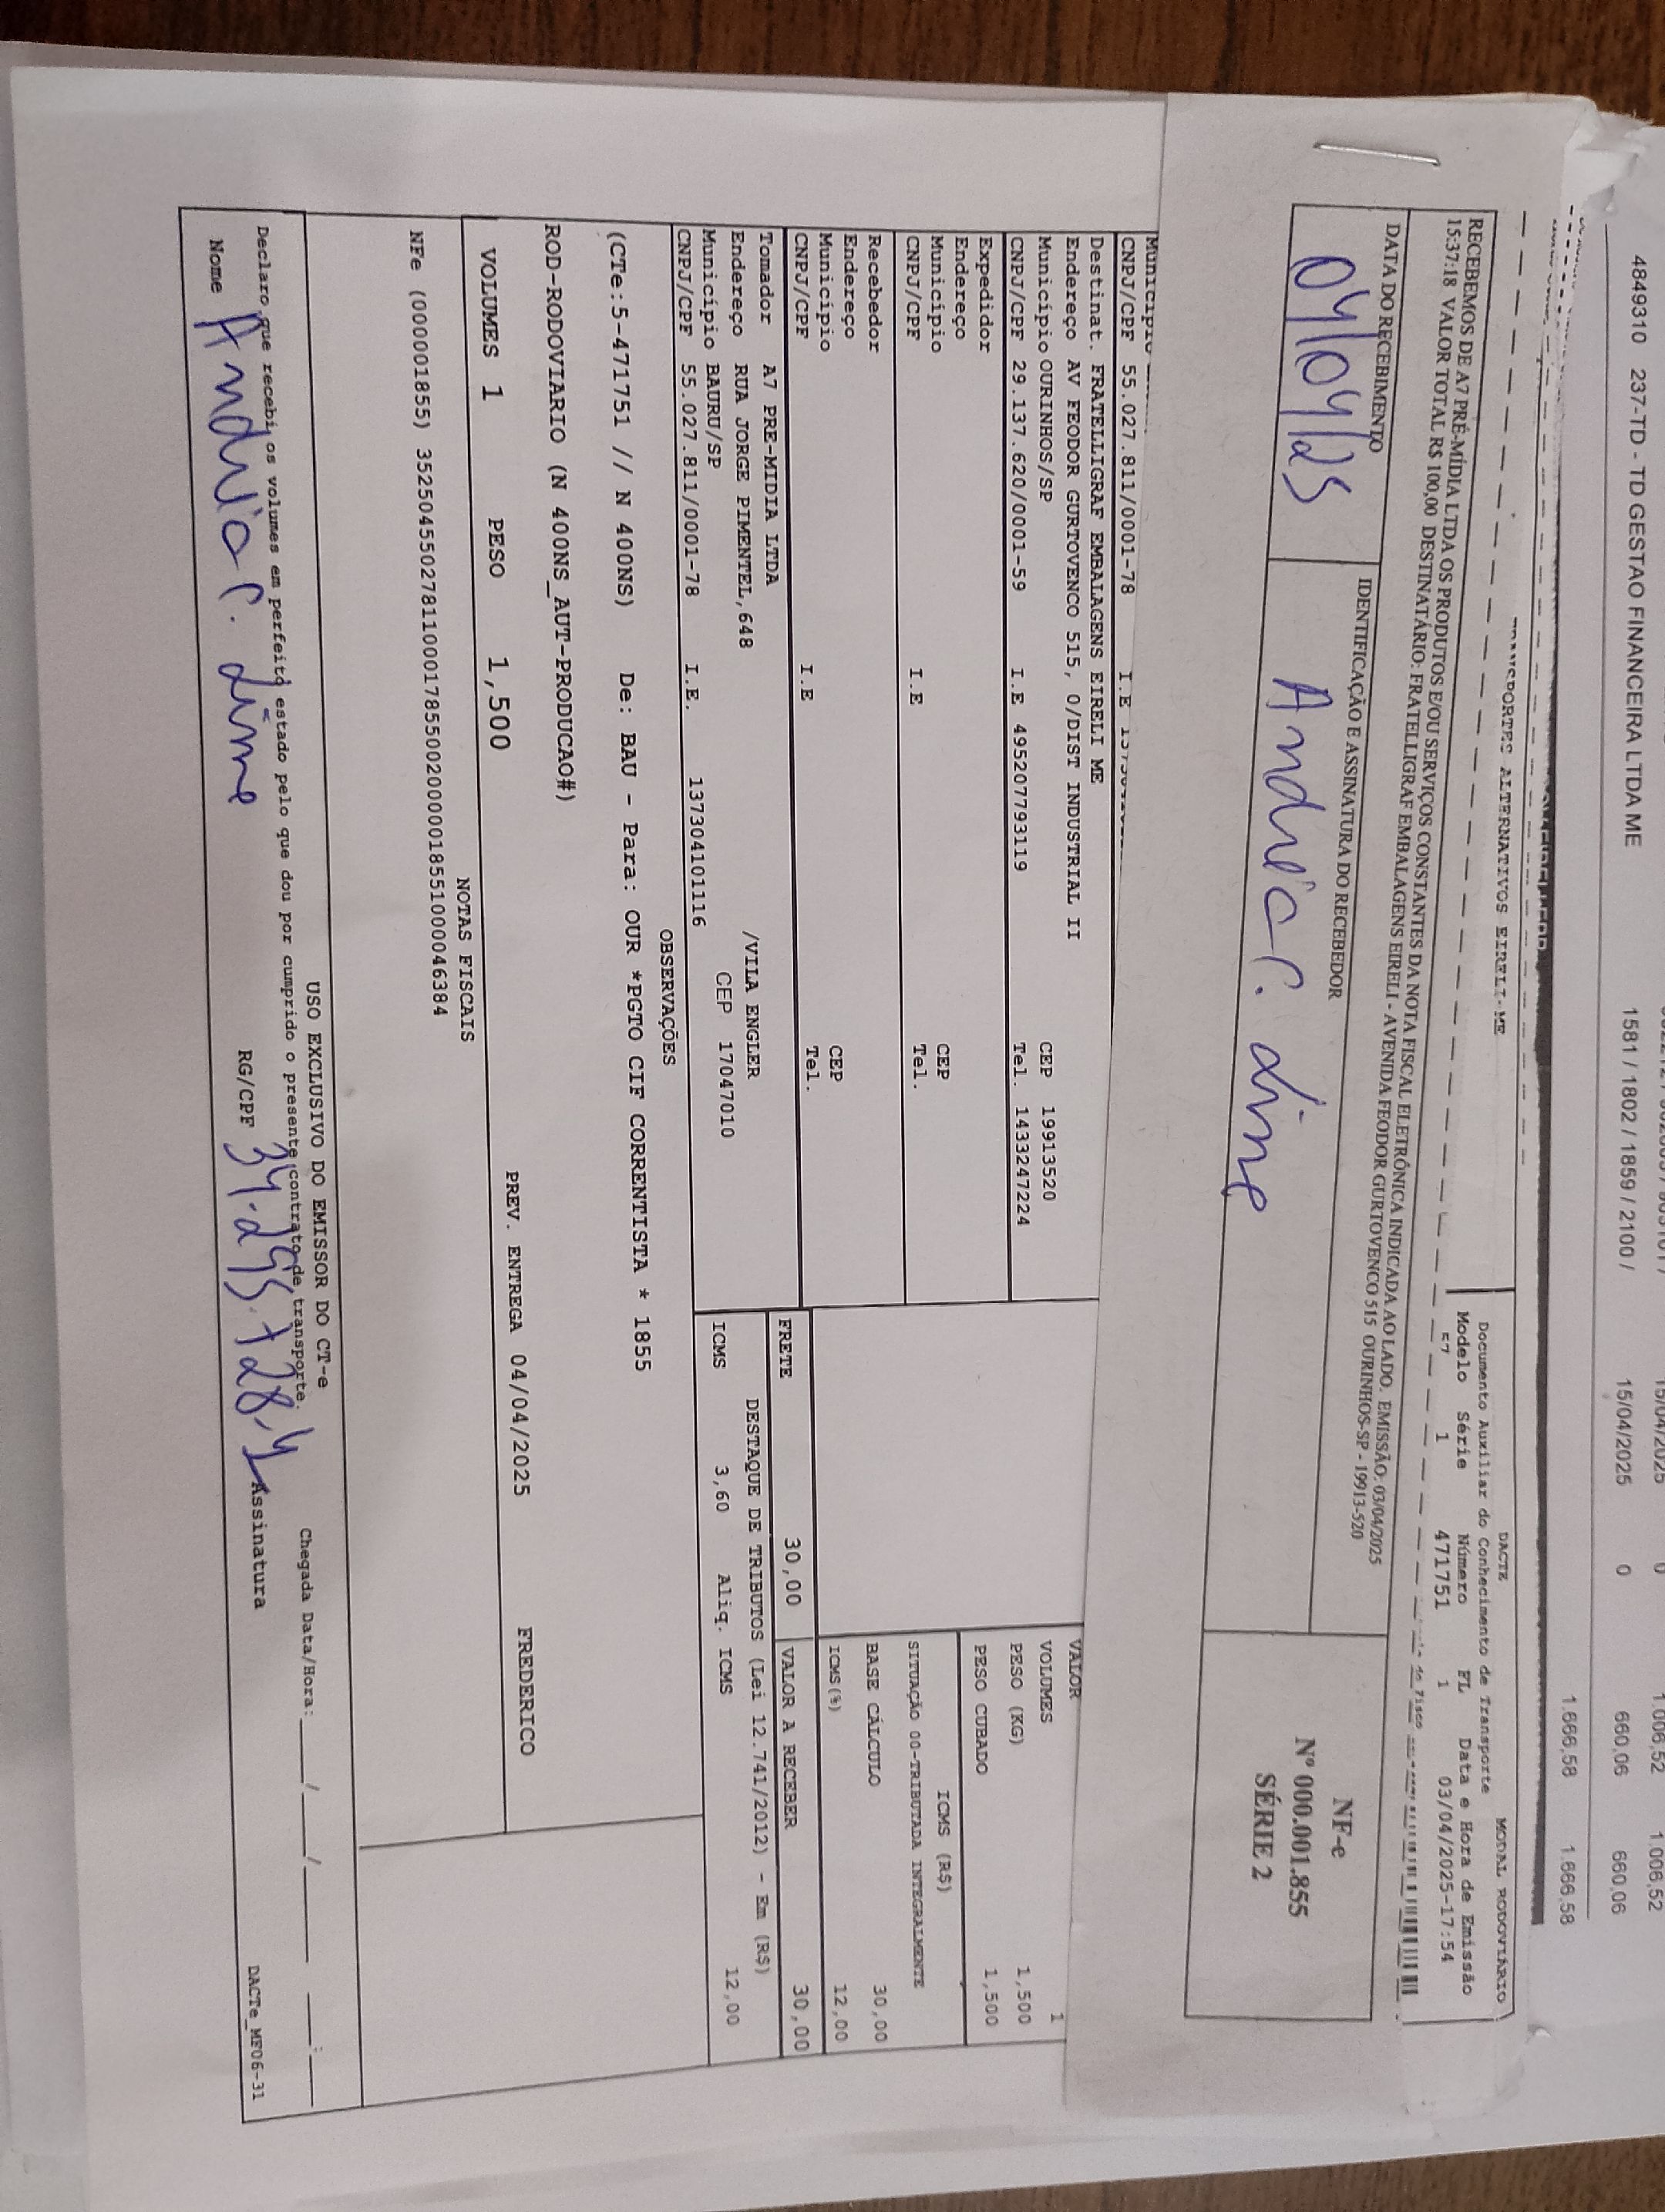 4849310 237-TD - TD GESTAO FINANCEIRA LTDA ME 1581 / 1802 / 1859 / 2100 / 15/04/2025 0 660,06 660,06
1.666,58 1.666,58
TRANSPORTES ALTERNATIVOS EIRELI-ME
DACTE MODAL RODOVIÁRIO
Documento Auxiliar do Conhecimento de Transporte
Modelo Série Número FL Data e Hora de Emissão
57 1 471751 1 03/04/2025-17:54
RECEBEMOS DE A7 PRÉ-MÍDIA LTDA OS PRODUTOS E/OU SERVIÇOS CONSTANTES DA NOTA FISCAL ELETRÔNICA INDICADA AO LADO. EMISSÃO: 03/04/2025
15:37:18 VALOR TOTAL R$ 100,00 DESTINATÁRIO: FRATELLIGRAF EMBALAGENS EIRELI - AVENIDA FEODOR GURTOVENCO 515 OURINHOS-SP - 19913-520
DATA DO RECEBIMENTO
04/04/25
IDENTIFICAÇÃO E ASSINATURA DO RECEBEDOR
Andreia C. Lima
NF-e
Nº 000.001.855
SÉRIE 2
Município
CNPJ/CPF 55.027.811/0001-78 I.E
Destinat. FRATELLIGRAF EMBALAGENS EIRELI ME
Endereço AV FEODOR GURTOVENCO 515, 0/DIST INDUSTRIAL II
Município OURINHOS/SP CEP 19913520
CNPJ/CPF 29.137.620/0001-59 I.E 495207793119 Tel. 1433247224
Expedidor
Endereço
Município CEP
CNPJ/CPF I.E Tel.
Recebedor
Endereço
Município CEP
CNPJ/CPF I.E Tel.
Tomador A7 PRE-MIDIA LTDA
Endereço RUA JORGE PIMENTEL,648 /VILA ENGLER
Município BAURU/SP CEP 17047010
CNPJ/CPF 55.027.811/0001-78 I.E. 137304101116
VALOR
VOLUMES 1
PESO (KG) 1,500
PESO CUBADO 1,500
ICMS (R$)
SITUAÇÃO 00-TRIBUTADA INTEGRALMENTE
BASE CÁLCULO 30,00
ICMS(%) 12,00
FRETE 30,00 VALOR A RECEBER 30,00
DESTAQUE DE TRIBUTOS (Lei 12.741/2012) - Em (R$)
ICMS 3,60 Aliq. ICMS 12,00
OBSERVAÇÕES
(CTe:5-471751 // N 400NS) De: BAU - Para: OUR *PGTO CIF CORRENTISTA * 1855
ROD-RODOVIARIO (N 400NS_AUT-PRODUCAO#)
VOLUMES 1 PESO 1,500 PREV. ENTREGA 04/04/2025 FREDERICO
NOTAS FISCAIS
NFe (000001855) 35250455027811000178550020000018551000046384
USO EXCLUSIVO DO EMISSOR DO CT-e
Declaro que recebi os volumes em perfeito estado pelo que dou por cumprido o presente contrato de transporte. Chegada Data/Hora:____/____/______ ____:____
Nome Andreia C. Lima RG/CPF Assinatura
DACTe_MF06-31